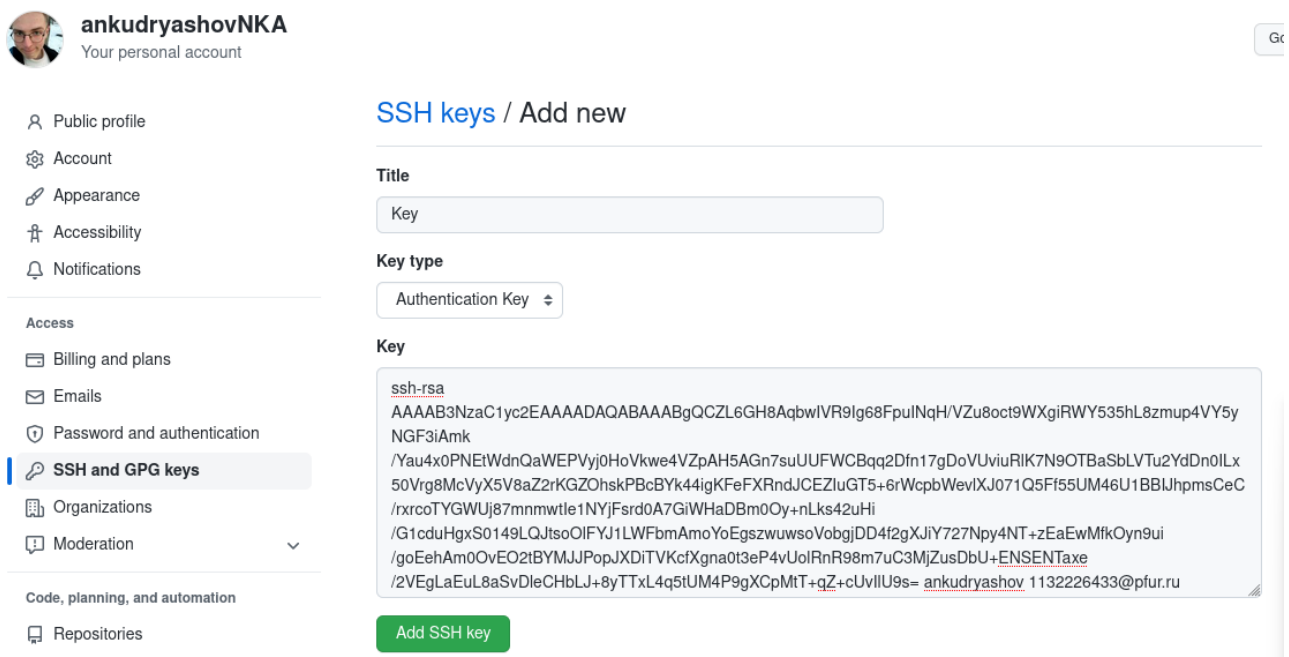 ankudryashovNKA
Your personal account
Go
Public profile
Account
Appearance
Accessibility
Notifications
Access
Billing and plans
Emails
Password and authentication
SSH and GPG keys
Organizations
Moderation
Code, planning, and automation
Repositories
SSH keys / Add new
Title
Key
Key type
Authentication Key
Key
ssh-rsa
AAAAB3NzaC1yc2EAAAADAQABAAABgQCZL6GH8AqbwIVR9Ig68FpuINqH/VZu8oct9WXgiRWY535hL8zmup4VY5y
NGF3iAmk
/Yau4x0PNEtWdnQaWEPVyj0HoVkwe4VZpAH5AGn7suUUFWCBqq2Dfn17gDoVUviuRlK7N9OTBaSbLVTu2YdDn0ILx
50Vrg8McVyX5V8aZ2rKGZOhskPBcBYk44igKFeFXRndJCEZIuGT5+6rWcpbWevlXJ071Q5Ff55UM46U1BBIJhpmsCeC
/rxrcoTYGWUj87mnmwtle1NYjFsrd0A7GiWHaDBm0Oy+nLks42uHi
/G1cduHgxS0149LQJtsoOlFYJ1LWFbmAmoYoEgszwuwsoVobgjDD4f2gXJiY727Npy4NT+zEaEwMfkOyn9ui
/goEehAm0OvEO2tBYMJJPopJXDiTVKcfXgna0t3eP4vUolRnR98m7uC3MjZusDbU+ENSENTaxe
/2VEgLaEuL8aSvDleCHbLJ+8yTTxL4q5tUM4P9gXCpMtT+qZ+cUvIlU9s= ankudryashov 1132226433@pfur.ru
Add SSH key